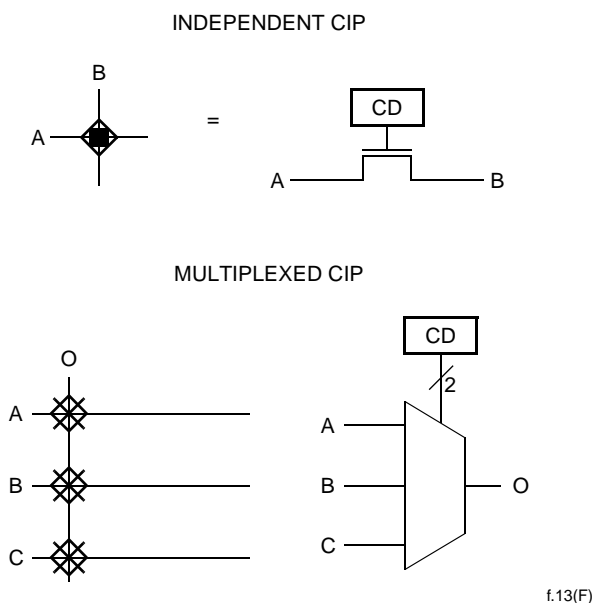 INDEPENDENT CIP
B
A
=
CD
A
B
MULTIPLEXED CIP
O
A
B
C
CD
2
A
B
C
O
f.13(F)